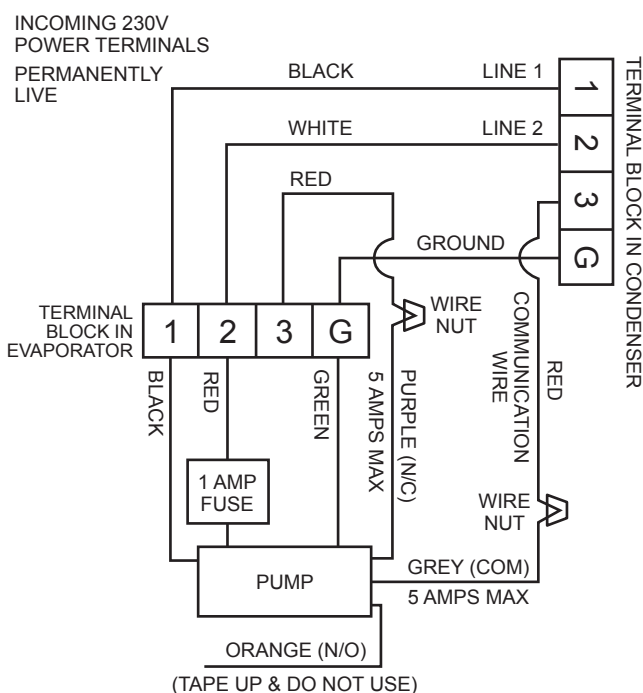 INCOMING 230V
POWER TERMINALS
PERMANENTLY
LIVE
BLACK
LINE 1
WHITE
LINE 2
RED
GROUND
1
2
3
G
TERMINAL BLOCK IN CONDENSER
TERMINAL
BLOCK IN
EVAPORATOR
1 2 3 G
WIRE
NUT
BLACK
RED
GREEN
PURPLE (N/C)
5 AMPS MAX
RED
COMMUNICATION
WIRE
1 AMP
FUSE
WIRE
NUT
PUMP
GREY (COM)
5 AMPS MAX
ORANGE (N/O)
(TAPE UP & DO NOT USE)